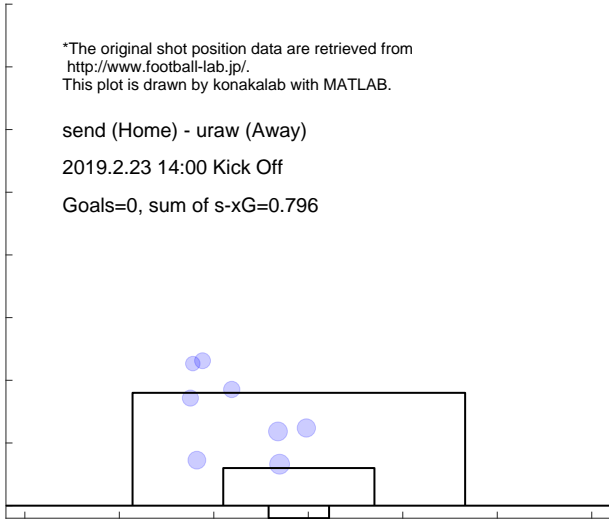 *The original shot position data are retrieved from
http://www.football-lab.jp/.
This plot is drawn by konakalab with MATLAB.
send (Home) - uraw (Away)
2019.2.23 14:00 Kick Off
Goals=0, sum of s-xG=0.796